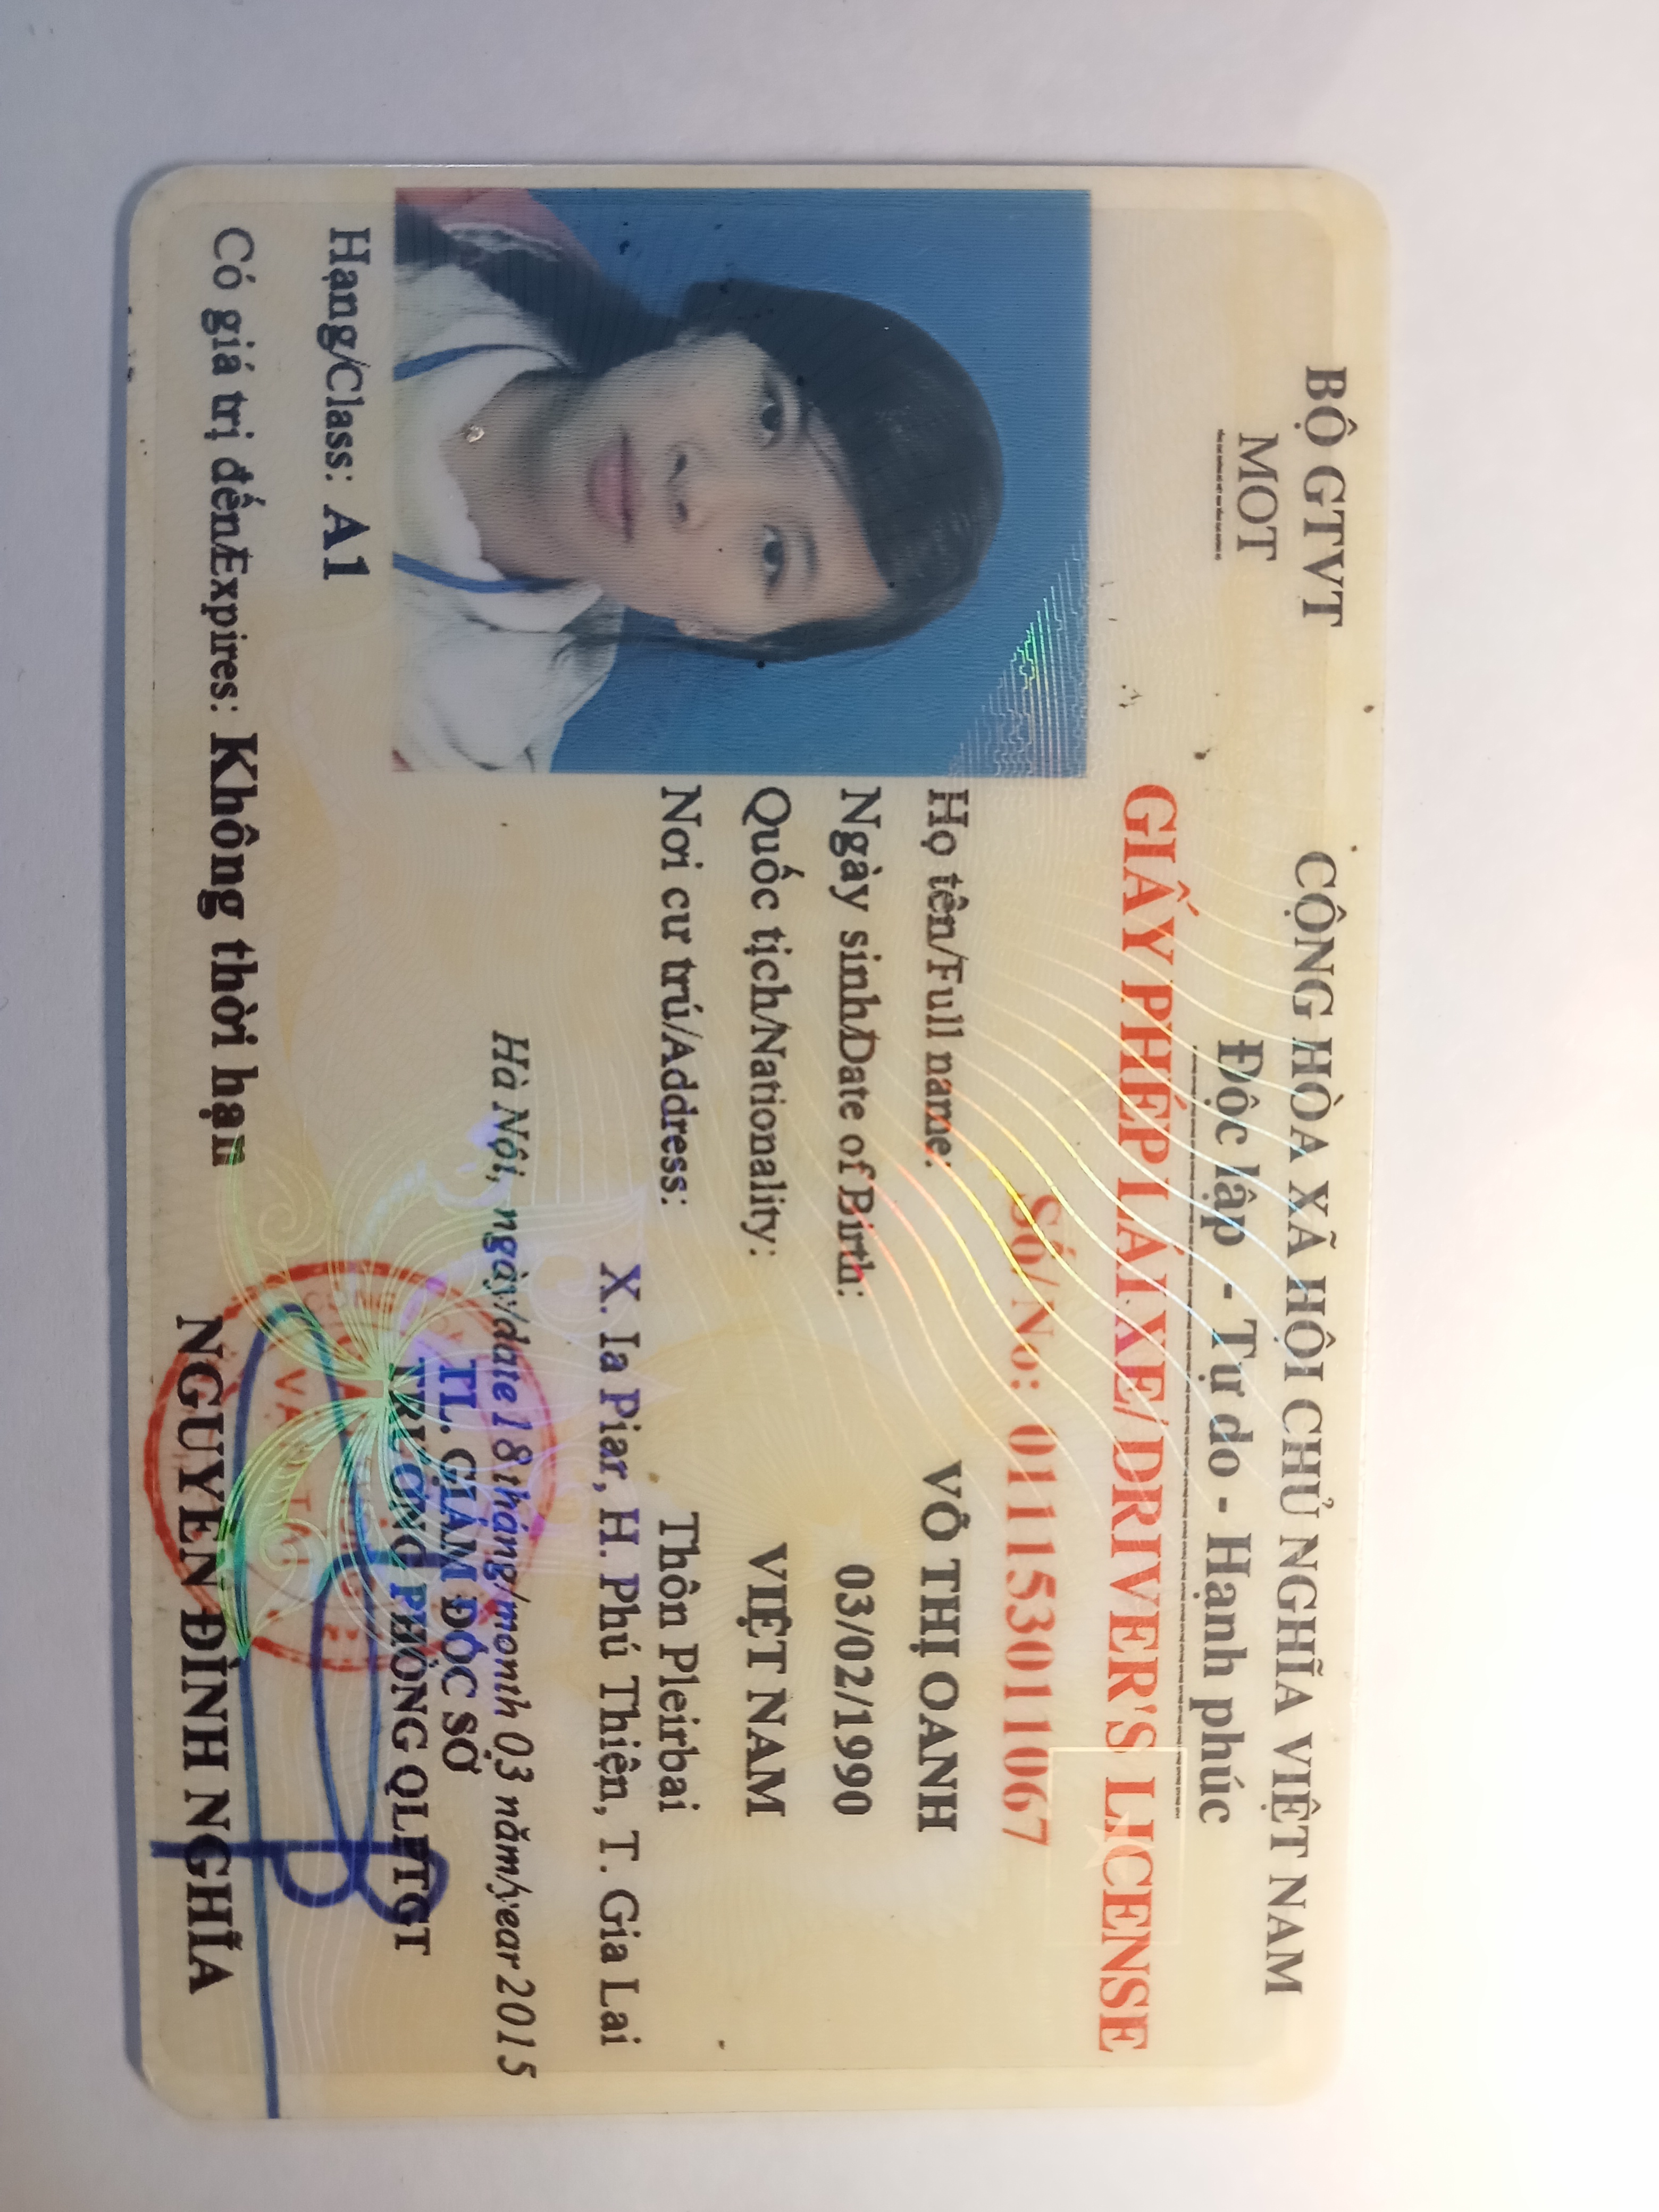 BỘ GTVT
MOT
CỘNG HÒA XÃ HỘI CHỦ NGHĨA VIỆT NAM
Độc lập - Tự do - Hạnh phúc
GIẤY PHÉP LÁI XE/DRIVER'S LICENSE
Số/No: 011153011067
Họ tên/Full name: VÕ THỊ OANH
Ngày sinh/Date of Birth: 03/02/1990
Quốc tịch/Nationality: VIỆT NAM
Nơi cư trú/Address: Thôn Pleirbai
X. Ia Piar, H. Phú Thiện, T. Gia Lai
Hà Nội, ngày/date 18 tháng/month 03 năm/year 2015
TL. GIÁM ĐỐC SỞ
TRƯỞNG PHÒNG QLPTGT
Hạng/Class: A1
Có giá trị đến/Expires: Không thời hạn
NGUYỄN ĐÌNH NGHĨA